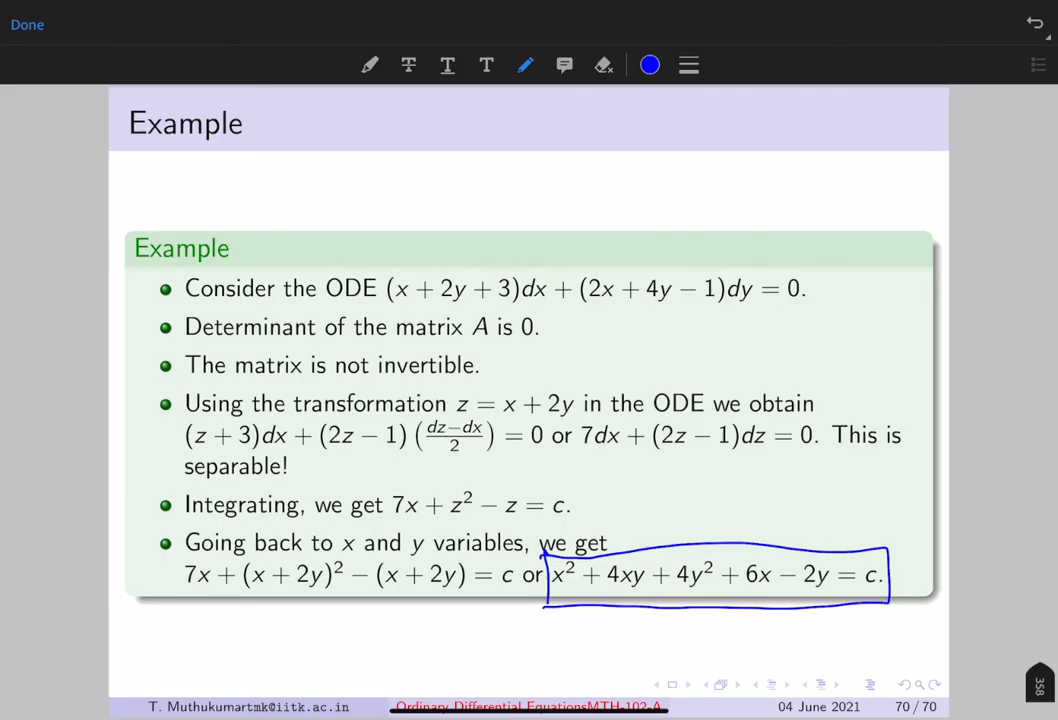 Done
Example
Example
Consider the ODE (x + 2y + 3)dx + (2x + 4y − 1)dy = 0.
Determinant of the matrix A is 0.
The matrix is not invertible.
Using the transformation z = x + 2y in the ODE we obtain
(z + 3)dx + (2z − 1) (dz−dx/2) = 0 or 7dx + (2z − 1)dz = 0. This is
separable!
Integrating, we get 7x + z² − z = c.
Going back to x and y variables, we get
7x + (x + 2y)² − (x + 2y) = c or x² + 4xy + 4y² + 6x − 2y = c.
358
T. Muthukumar tmk@iitk.ac.in Ordinary Differential EquationsMTH-102-A 04 June 2021 70 / 70